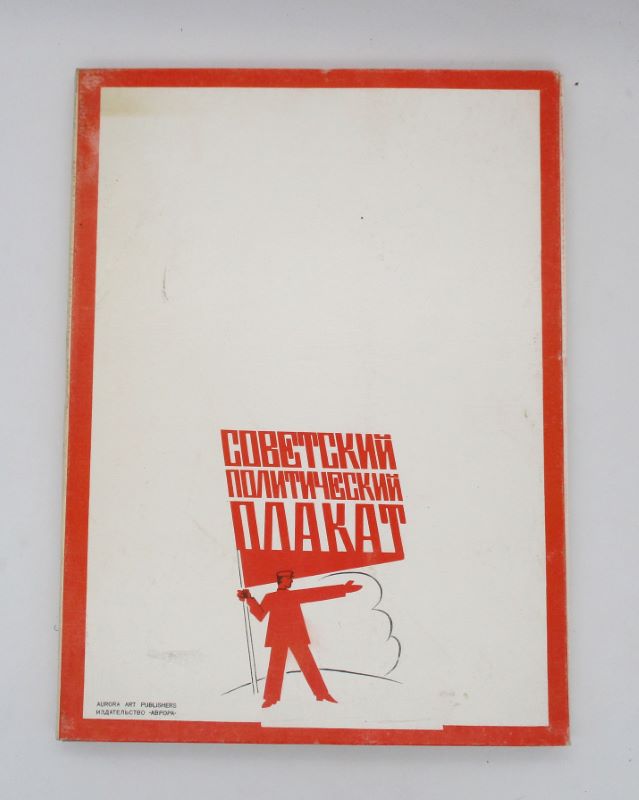 СОВЕТСКИЙ
ПОЛИТИЧЕСКИЙ
ПЛАКАТ
AURORA ART PUBLISHERS
ИЗДАТЕЛЬСТВО «АВРОРА»